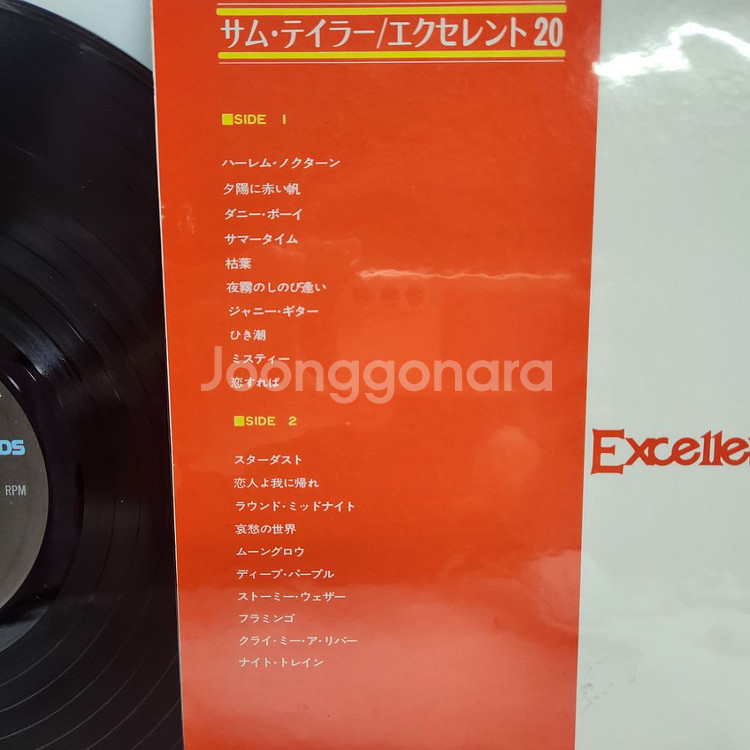 サム・テイラー/エクセレント20
SIDE 1
ハーレム・ノクターン
夕陽に赤い帆
ダニー・ボーイ
サマータイム
枯葉
夜霧のしのび逢い
ジャニー・ギター
ひき潮
ミスティー
恋すれば
Joonggonara
SIDE 2
スターダスト
恋人よ我に帰れ
ラウンド・ミッドナイト
哀愁の世界
ムーングロウ
ディープ・パープル
ストーミー・ウェザー
フラミンゴ
クライ・ミー・ア・リバー
ナイト・トレイン
DS
RPM
Excelle